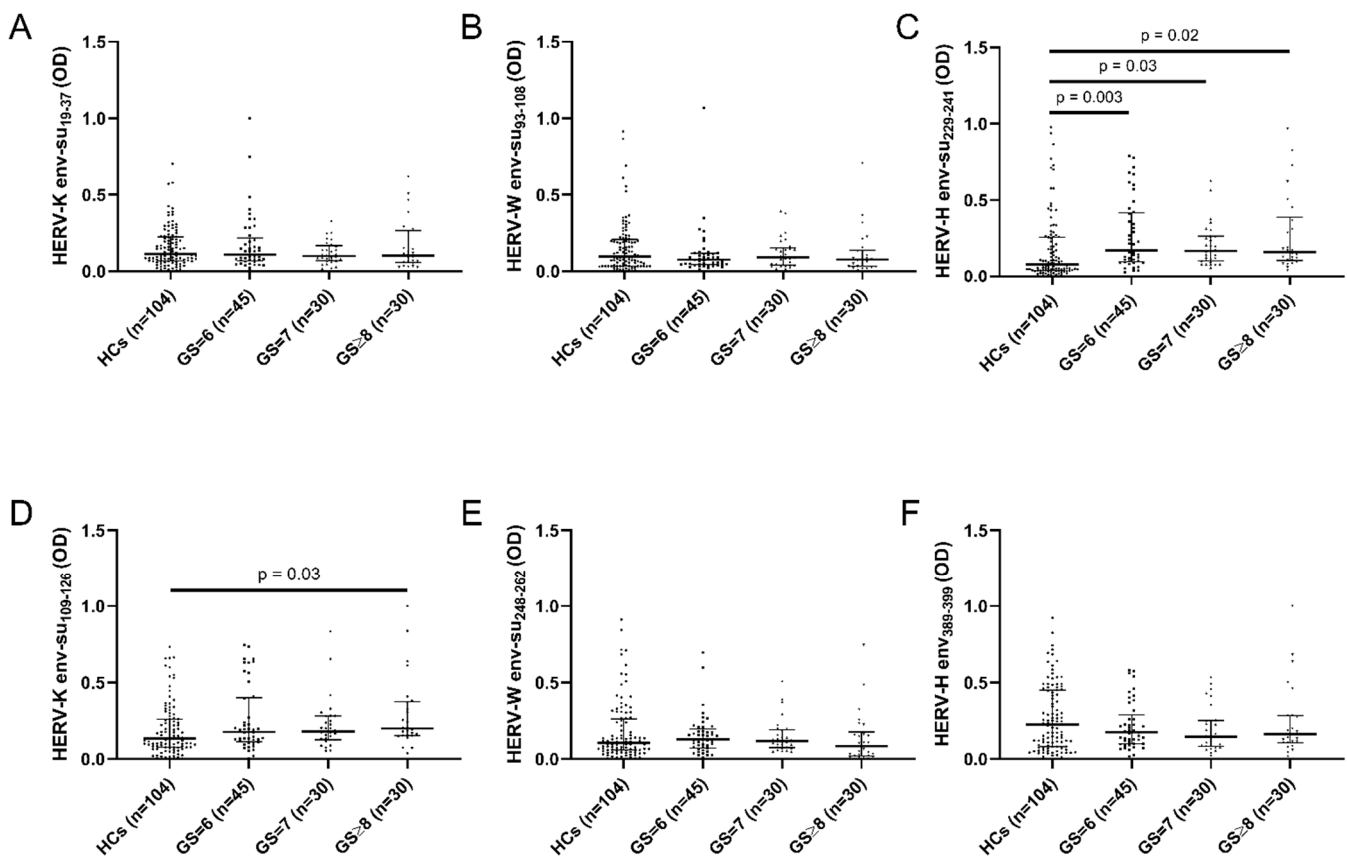 A
HERV-K env-su19-37 (OD)
1.5
1.0
0.5
0.0
HCs (n=104)
GS=6 (n=45)
GS=7 (n=30)
GS≥8 (n=30)
B
HERV-W env-su93-108 (OD)
1.5
1.0
0.5
0.0
HCs (n=104)
GS=6 (n=45)
GS=7 (n=30)
GS≥8 (n=30)
C
HERV-H env-su229-241 (OD)
1.5
1.0
0.5
0.0
p = 0.02
p = 0.03
p = 0.003
HCs (n=104)
GS=6 (n=45)
GS=7 (n=30)
GS≥8 (n=30)
D
HERV-K env-su109-126 (OD)
1.5
1.0
0.5
0.0
p = 0.03
HCs (n=104)
GS=6 (n=45)
GS=7 (n=30)
GS≥8 (n=30)
E
HERV-W env-su248-262 (OD)
1.5
1.0
0.5
0.0
HCs (n=104)
GS=6 (n=45)
GS=7 (n=30)
GS≥8 (n=30)
F
HERV-H env389-399 (OD)
1.5
1.0
0.5
0.0
HCs (n=104)
GS=6 (n=45)
GS=7 (n=30)
GS≥8 (n=30)